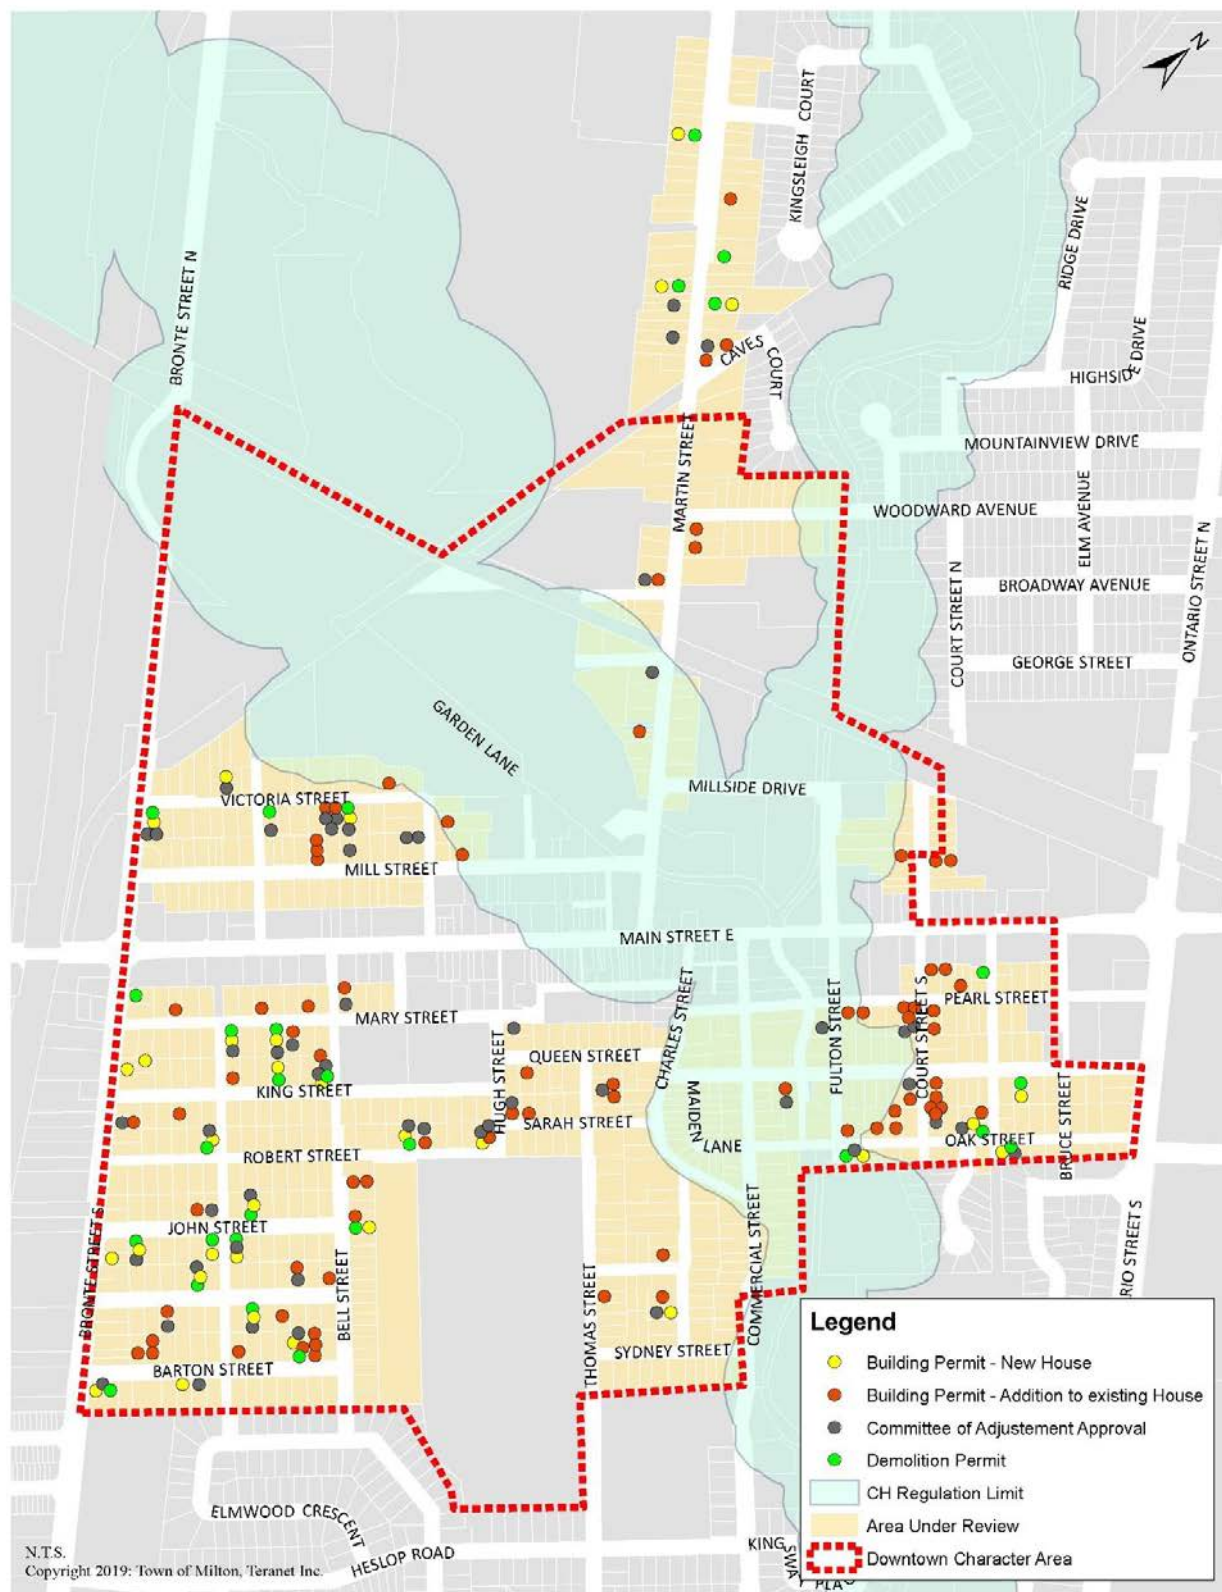 N
KINGSLEIGH COURT
RIDGE DRIVE
BRONTE STREET N
CAVES COURT
HIGHSIDE DRIVE
MARTIN STREET
MOUNTAINVIEW DRIVE
WOODWARD AVENUE
ELM AVENUE
COURT STREET N
BROADWAY AVENUE
ONTARIO STREET N
GEORGE STREET
GARDEN LANE
MILLSIDE DRIVE
VICTORIA STREET
MILL STREET
MAIN STREET E
CHARLES STREET
FULTON STREET
COURT STREET S
PEARL STREET
MARY STREET
HUGH STREET
QUEEN STREET
KING STREET
MAIDEN LANE
SARAH STREET
BRUCE STREET
OAK STREET
ROBERT STREET
JOHN STREET
BRONTE STREET S
BELL STREET
THOMAS STREET
COMMERCIAL STREET
RIO STREET S
SYDNEY STREET
BARTON STREET
ELMWOOD CRESCENT
HESLOP ROAD
KING
SWAY PLAC
Legend
Building Permit - New House
Building Permit - Addition to existing House
Committee of Adjustement Approval
Demolition Permit
CH Regulation Limit
Area Under Review
Downtown Character Area
N.T.S.
Copyright 2019: Town of Milton, Teranet Inc.